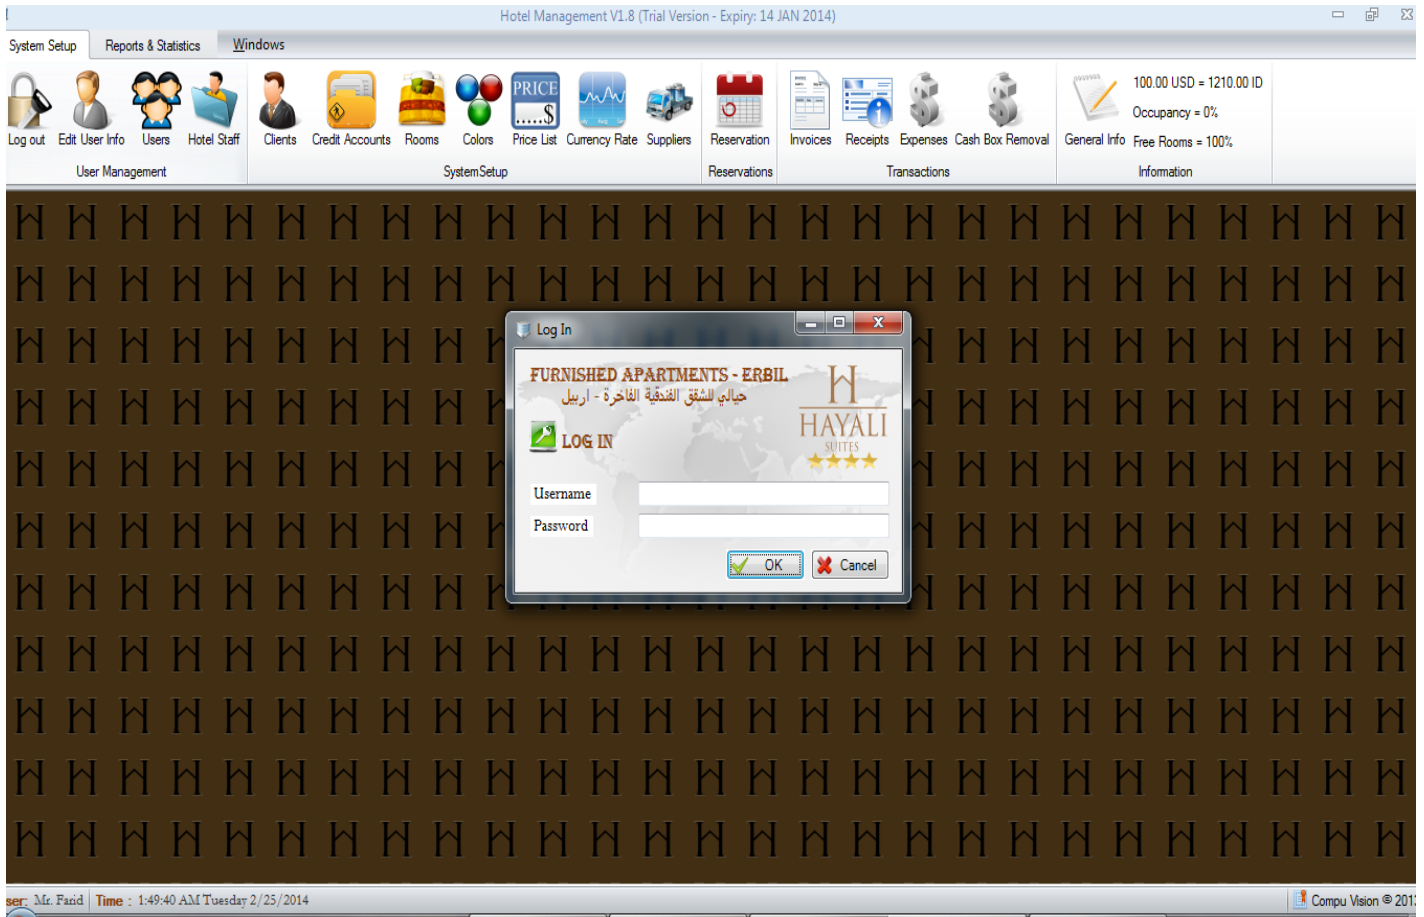 Hotel Management V1.8 (Trial Version - Expiry: 14 JAN 2014)
System Setup Reports & Statistics Windows
100.00 USD = 1210.00 ID
Occupancy = 0%
Log out Edit User Info Users Hotel Staff Clients Credit Accounts Rooms Colors Price List Currency Rate Suppliers Reservation Invoices Receipts Expenses Cash Box Removal General Info Free Rooms = 100%
User Management SystemSetup Reservations Transactions Information
PRICE
.....$
Log In
FURNISHED APARTMENTS - ERBIL
حيالي للشقق الفندقية الفاخرة - اربيل
HAYALI
SUITES
LOG IN
Username
Password
OK Cancel
ser: Mr. Farid Time : 1:49:40 AM Tuesday 2/25/2014 Compu Vision © 201